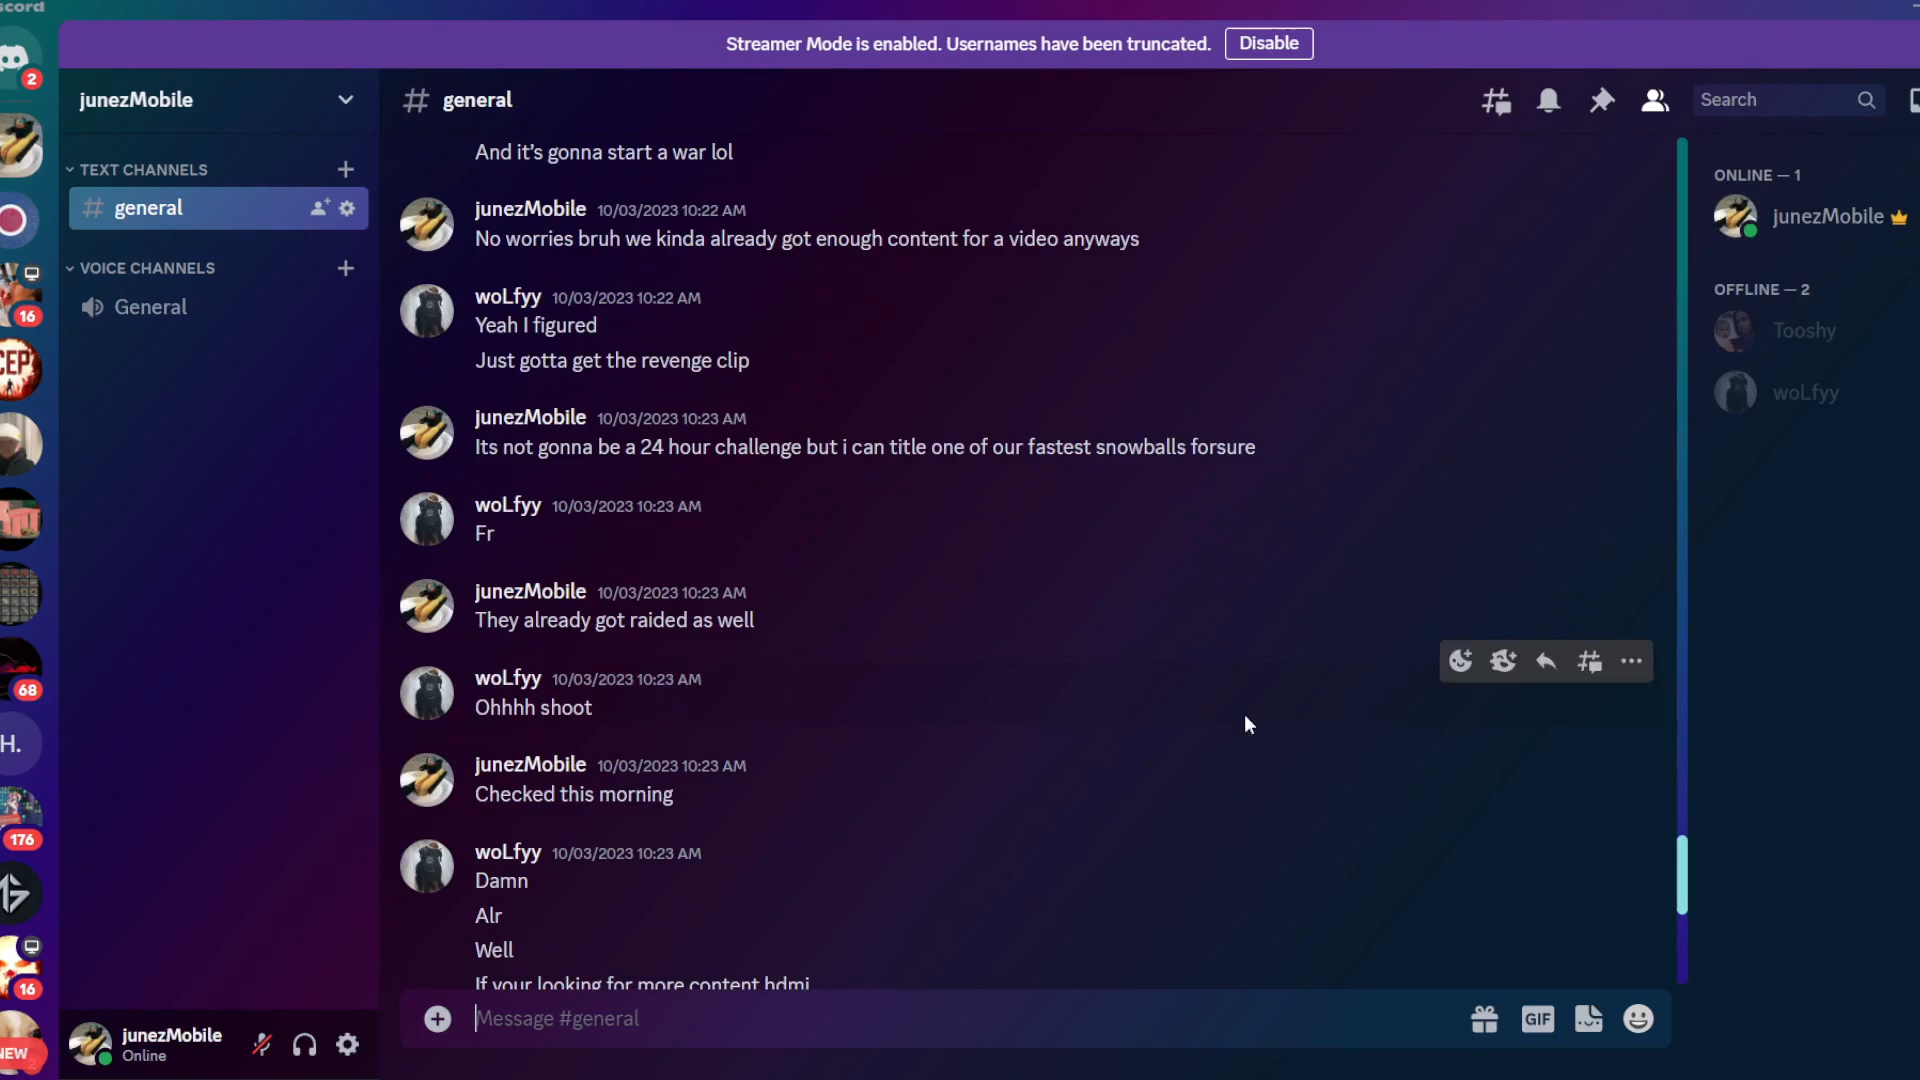 scord
Streamer Mode is enabled. Usernames have been truncated. Disable
2
junezMobile
# general
Search
TEXT CHANNELS
# general
VOICE CHANNELS
General
16
CEP
68
H.
176
16
NEW
And it's gonna start a war lol
junezMobile 10/03/2023 10:22 AM
No worries bruh we kinda already got enough content for a video anyways
woLfyy 10/03/2023 10:22 AM
Yeah I figured
Just gotta get the revenge clip
junezMobile 10/03/2023 10:23 AM
Its not gonna be a 24 hour challenge but i can title one of our fastest snowballs forsure
woLfyy 10/03/2023 10:23 AM
Fr
junezMobile 10/03/2023 10:23 AM
They already got raided as well
woLfyy 10/03/2023 10:23 AM
Ohhhh shoot
junezMobile 10/03/2023 10:23 AM
Checked this morning
woLfyy 10/03/2023 10:23 AM
Damn
Alr
Well
If your looking for more content hdmi
Message #general
GIF
junezMobile
Online
ONLINE — 1
junezMobile
OFFLINE — 2
Tooshy
woLfyy